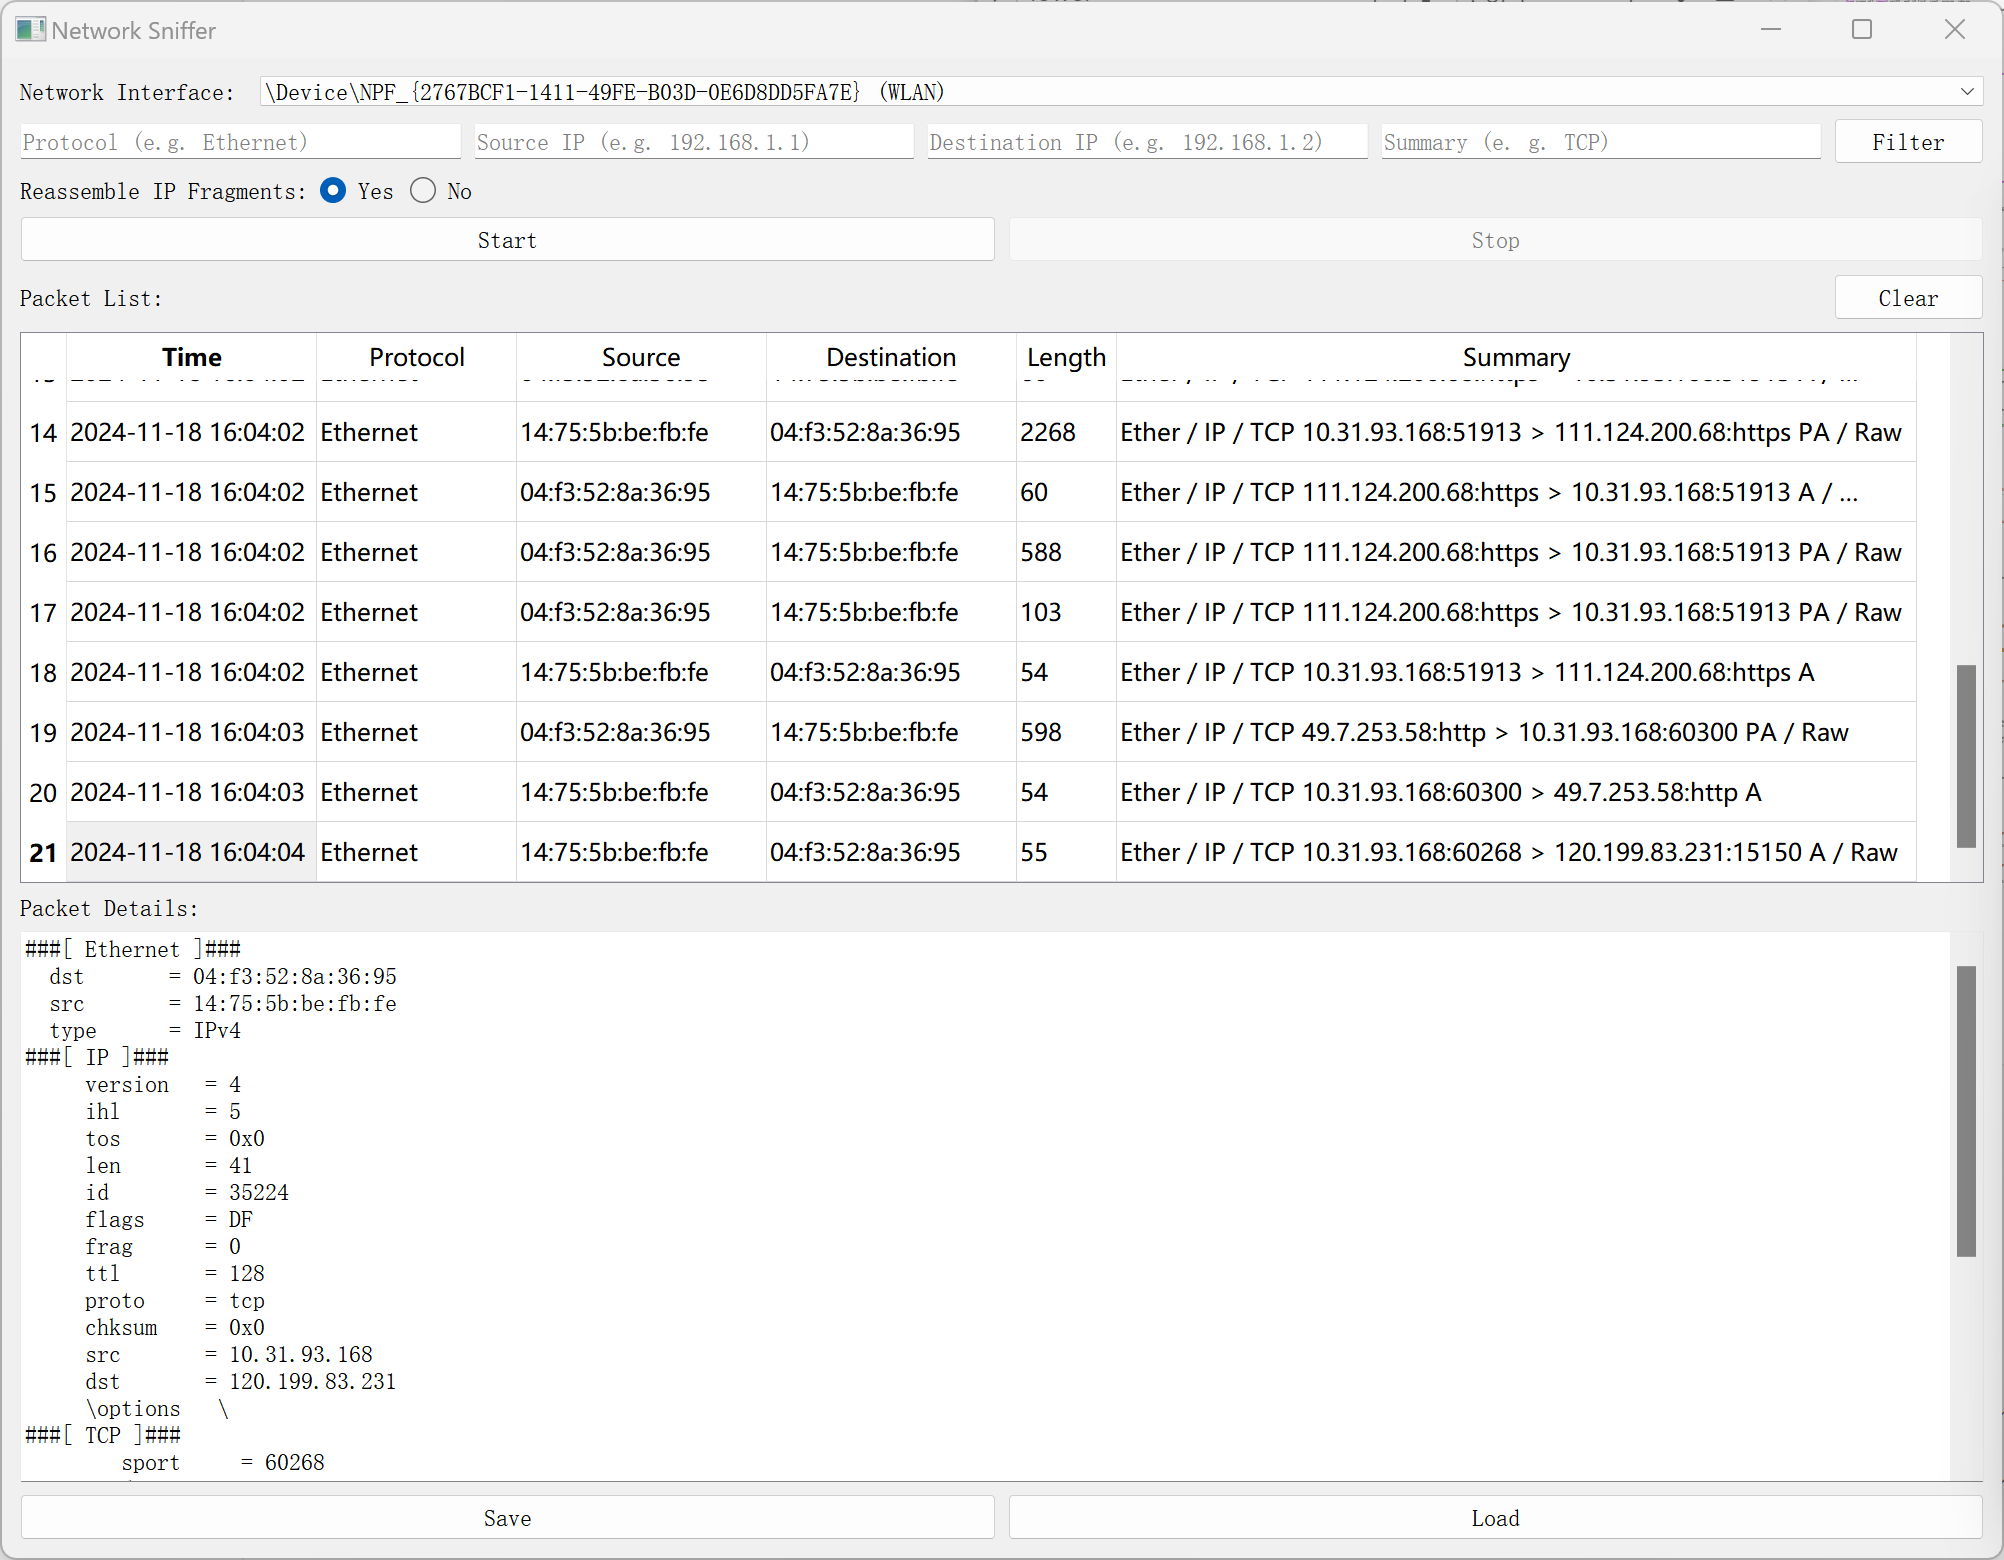 Network Sniffer
Network Interface: \Device\NPF_{2767BCF1-1411-49FE-B03D-0E6D8DD5FA7E} (WLAN)
Protocol (e.g. Ethernet) Source IP (e.g. 192.168.1.1) Destination IP (e.g. 192.168.1.2) Summary (e. g. TCP) Filter
Reassemble IP Fragments: Yes No
Start Stop
Packet List: Clear
Time Protocol Source Destination Length Summary
14 2024-11-18 16:04:02 Ethernet 14:75:5b:be:fb:fe 04:f3:52:8a:36:95 2268 Ether / IP / TCP 10.31.93.168:51913 > 111.124.200.68:https PA / Raw
15 2024-11-18 16:04:02 Ethernet 04:f3:52:8a:36:95 14:75:5b:be:fb:fe 60 Ether / IP / TCP 111.124.200.68:https > 10.31.93.168:51913 A / ...
16 2024-11-18 16:04:02 Ethernet 04:f3:52:8a:36:95 14:75:5b:be:fb:fe 588 Ether / IP / TCP 111.124.200.68:https > 10.31.93.168:51913 PA / Raw
17 2024-11-18 16:04:02 Ethernet 04:f3:52:8a:36:95 14:75:5b:be:fb:fe 103 Ether / IP / TCP 111.124.200.68:https > 10.31.93.168:51913 PA / Raw
18 2024-11-18 16:04:02 Ethernet 14:75:5b:be:fb:fe 04:f3:52:8a:36:95 54 Ether / IP / TCP 10.31.93.168:51913 > 111.124.200.68:https A
19 2024-11-18 16:04:03 Ethernet 04:f3:52:8a:36:95 14:75:5b:be:fb:fe 598 Ether / IP / TCP 49.7.253.58:http > 10.31.93.168:60300 PA / Raw
20 2024-11-18 16:04:03 Ethernet 14:75:5b:be:fb:fe 04:f3:52:8a:36:95 54 Ether / IP / TCP 10.31.93.168:60300 > 49.7.253.58:http A
21 2024-11-18 16:04:04 Ethernet 14:75:5b:be:fb:fe 04:f3:52:8a:36:95 55 Ether / IP / TCP 10.31.93.168:60268 > 120.199.83.231:15150 A / Raw
Packet Details:
###[ Ethernet ]###
dst = 04:f3:52:8a:36:95
src = 14:75:5b:be:fb:fe
type = IPv4
###[ IP ]###
version = 4
ihl = 5
tos = 0x0
len = 41
id = 35224
flags = DF
frag = 0
ttl = 128
proto = tcp
chksum = 0x0
src = 10.31.93.168
dst = 120.199.83.231
\options \
###[ TCP ]###
sport = 60268
Save Load